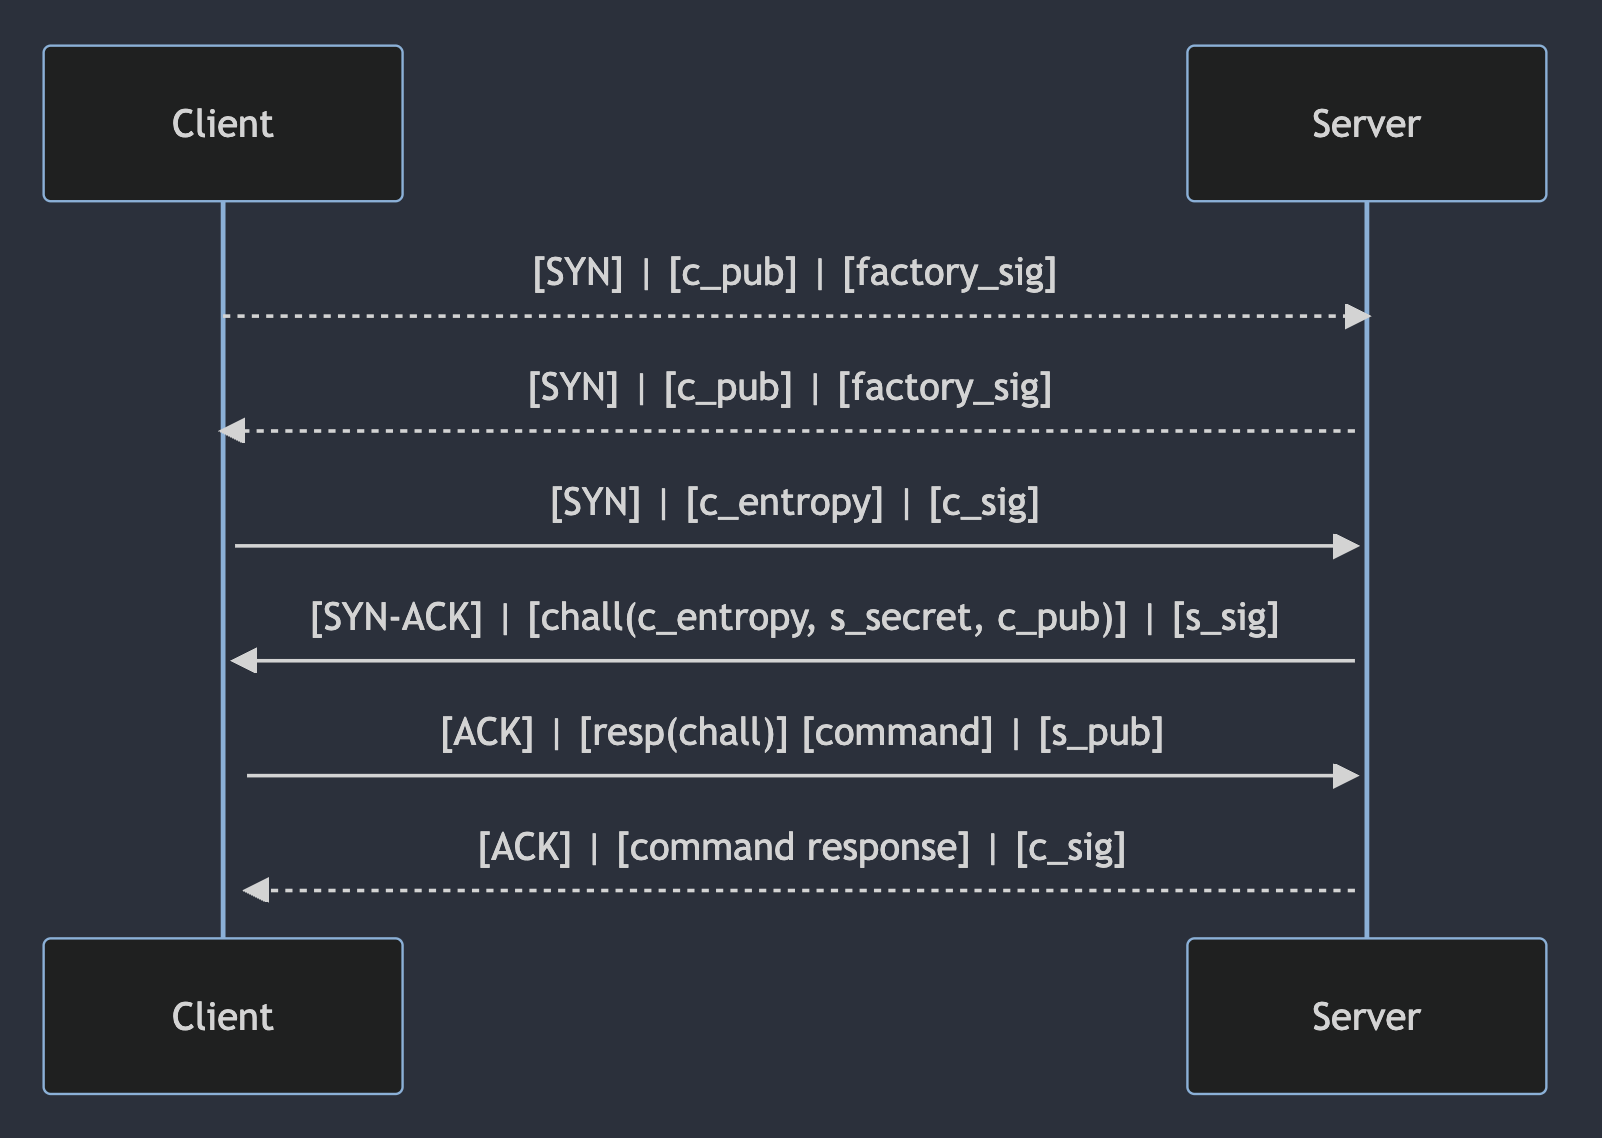 Client
Server
[SYN] | [c_pub] | [factory_sig]
[SYN] | [c_pub] | [factory_sig]
[SYN] | [c_entropy] | [c_sig]
[SYN-ACK] | [chall(c_entropy, s_secret, c_pub)] | [s_sig]
[ACK] | [resp(chall)] [command] | [s_pub]
[ACK] | [command response] | [c_sig]
Client
Server